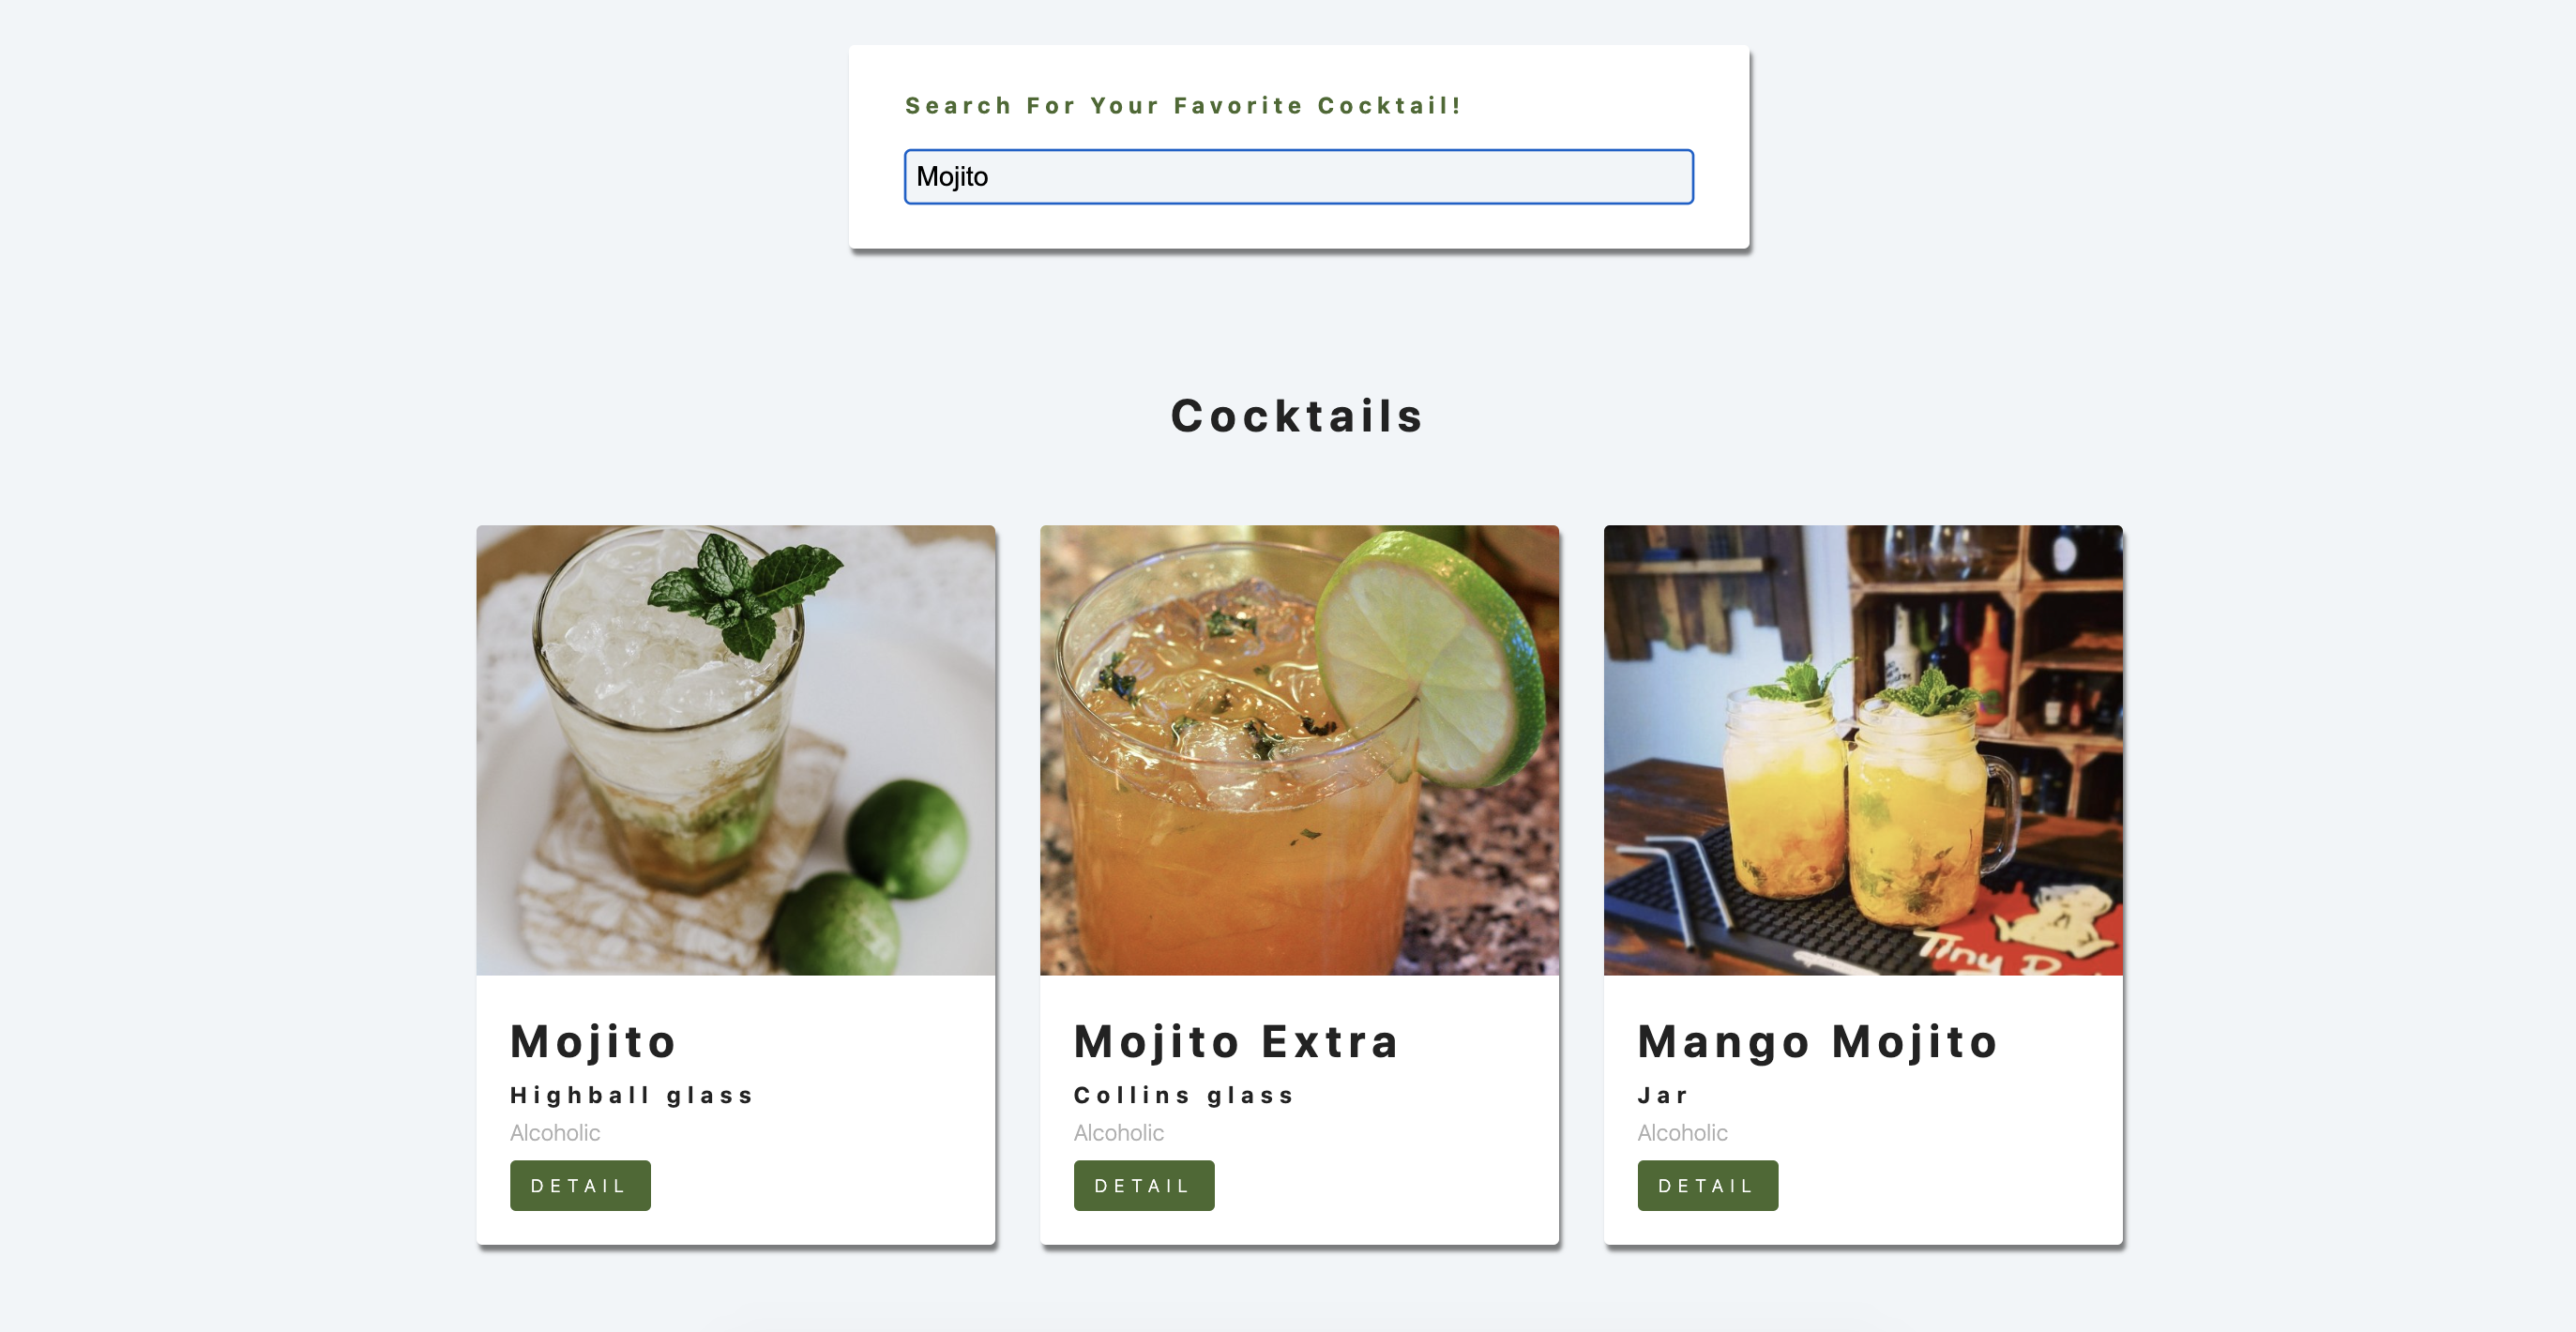 Search For Your Favorite Cocktail!
Mojito
Cocktails
Tiny
Mojito
Highball glass
Alcoholic
DETAIL
Mojito Extra
Collins glass
Alcoholic
DETAIL
Mango Mojito
Jar
Alcoholic
DETAIL